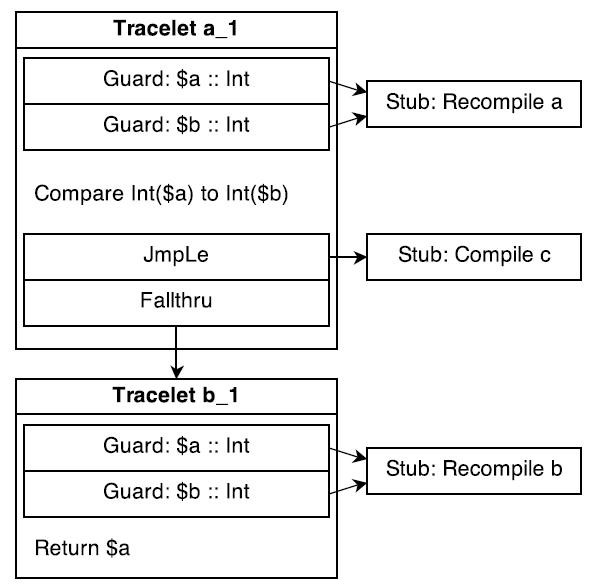 Tracelet a_1
Guard: $a :: Int
Guard: $b :: Int
Stub: Recompile a
Compare Int($a) to Int($b)
JmpLe
Stub: Compile c
Fallthru
Tracelet b_1
Guard: $a :: Int
Guard: $b :: Int
Stub: Recompile b
Return $a